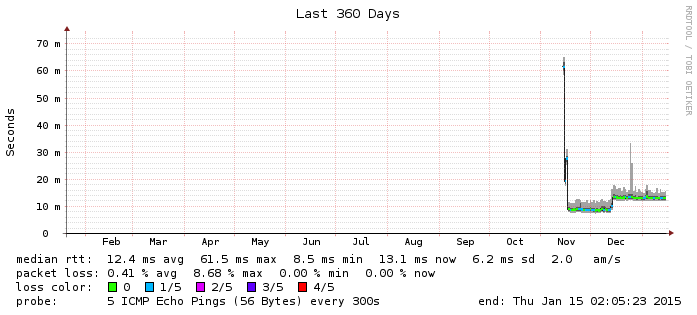 Last 360 Days
RRDTOOL / TOBI OETIKER
Seconds
70 m
60 m
50 m
40 m
30 m
20 m
10 m
0
Feb Mar Apr May Jun Jul Aug Sep Oct Nov Dec
median rtt: 12.4 ms avg 61.5 ms max 8.5 ms min 13.1 ms now 6.2 ms sd 2.0 am/s
packet loss: 0.41 % avg 8.68 % max 0.00 % min 0.00 % now
loss color: 0 1/5 2/5 3/5 4/5
probe: 5 ICMP Echo Pings (56 Bytes) every 300s end: Thu Jan 15 02:05:23 2015